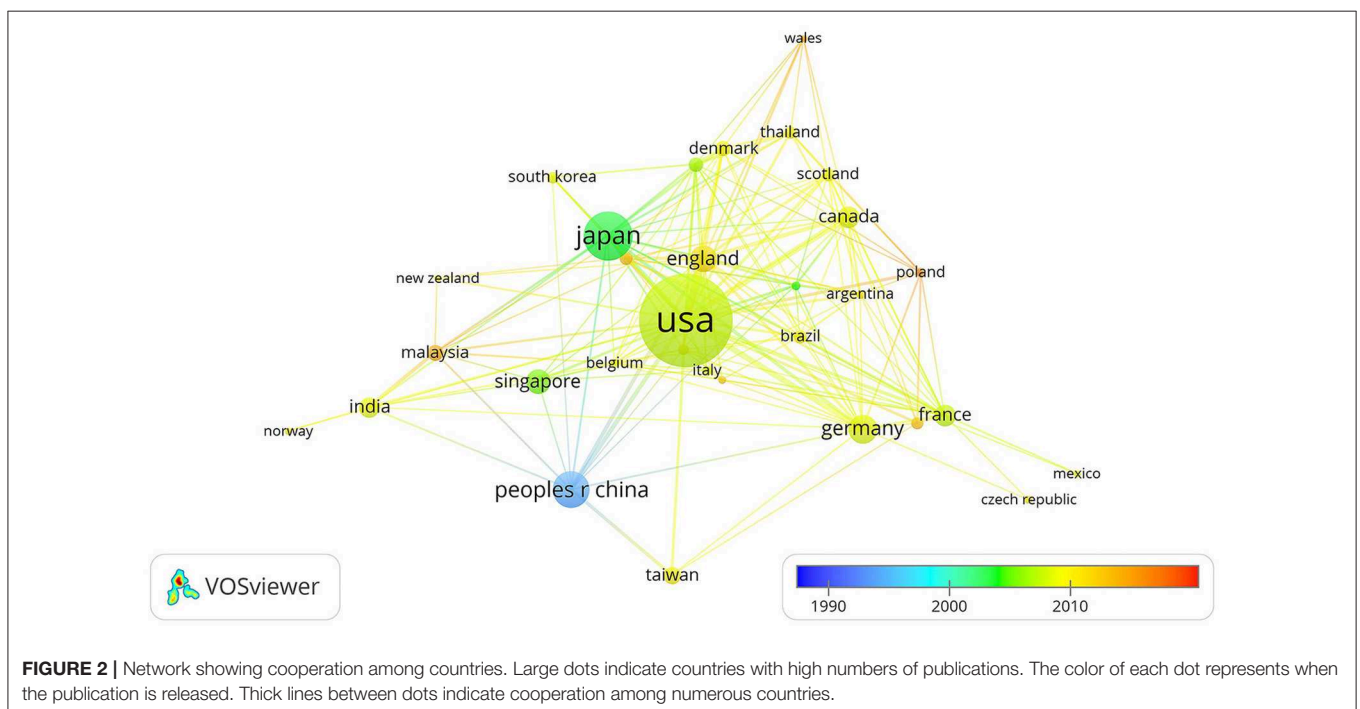 wales
thailand
denmark
scotland
south korea
canada
japan
england
poland
new zealand
argentina
usa
brazil
malaysia
belgium
italy
singapore
india
france
norway
germany
mexico
peoples r china
czech republic
taiwan
VOSviewer
1990 2000 2010
FIGURE 2 | Network showing cooperation among countries. Large dots indicate countries with high numbers of publications. The color of each dot represents when
the publication is released. Thick lines between dots indicate cooperation among numerous countries.